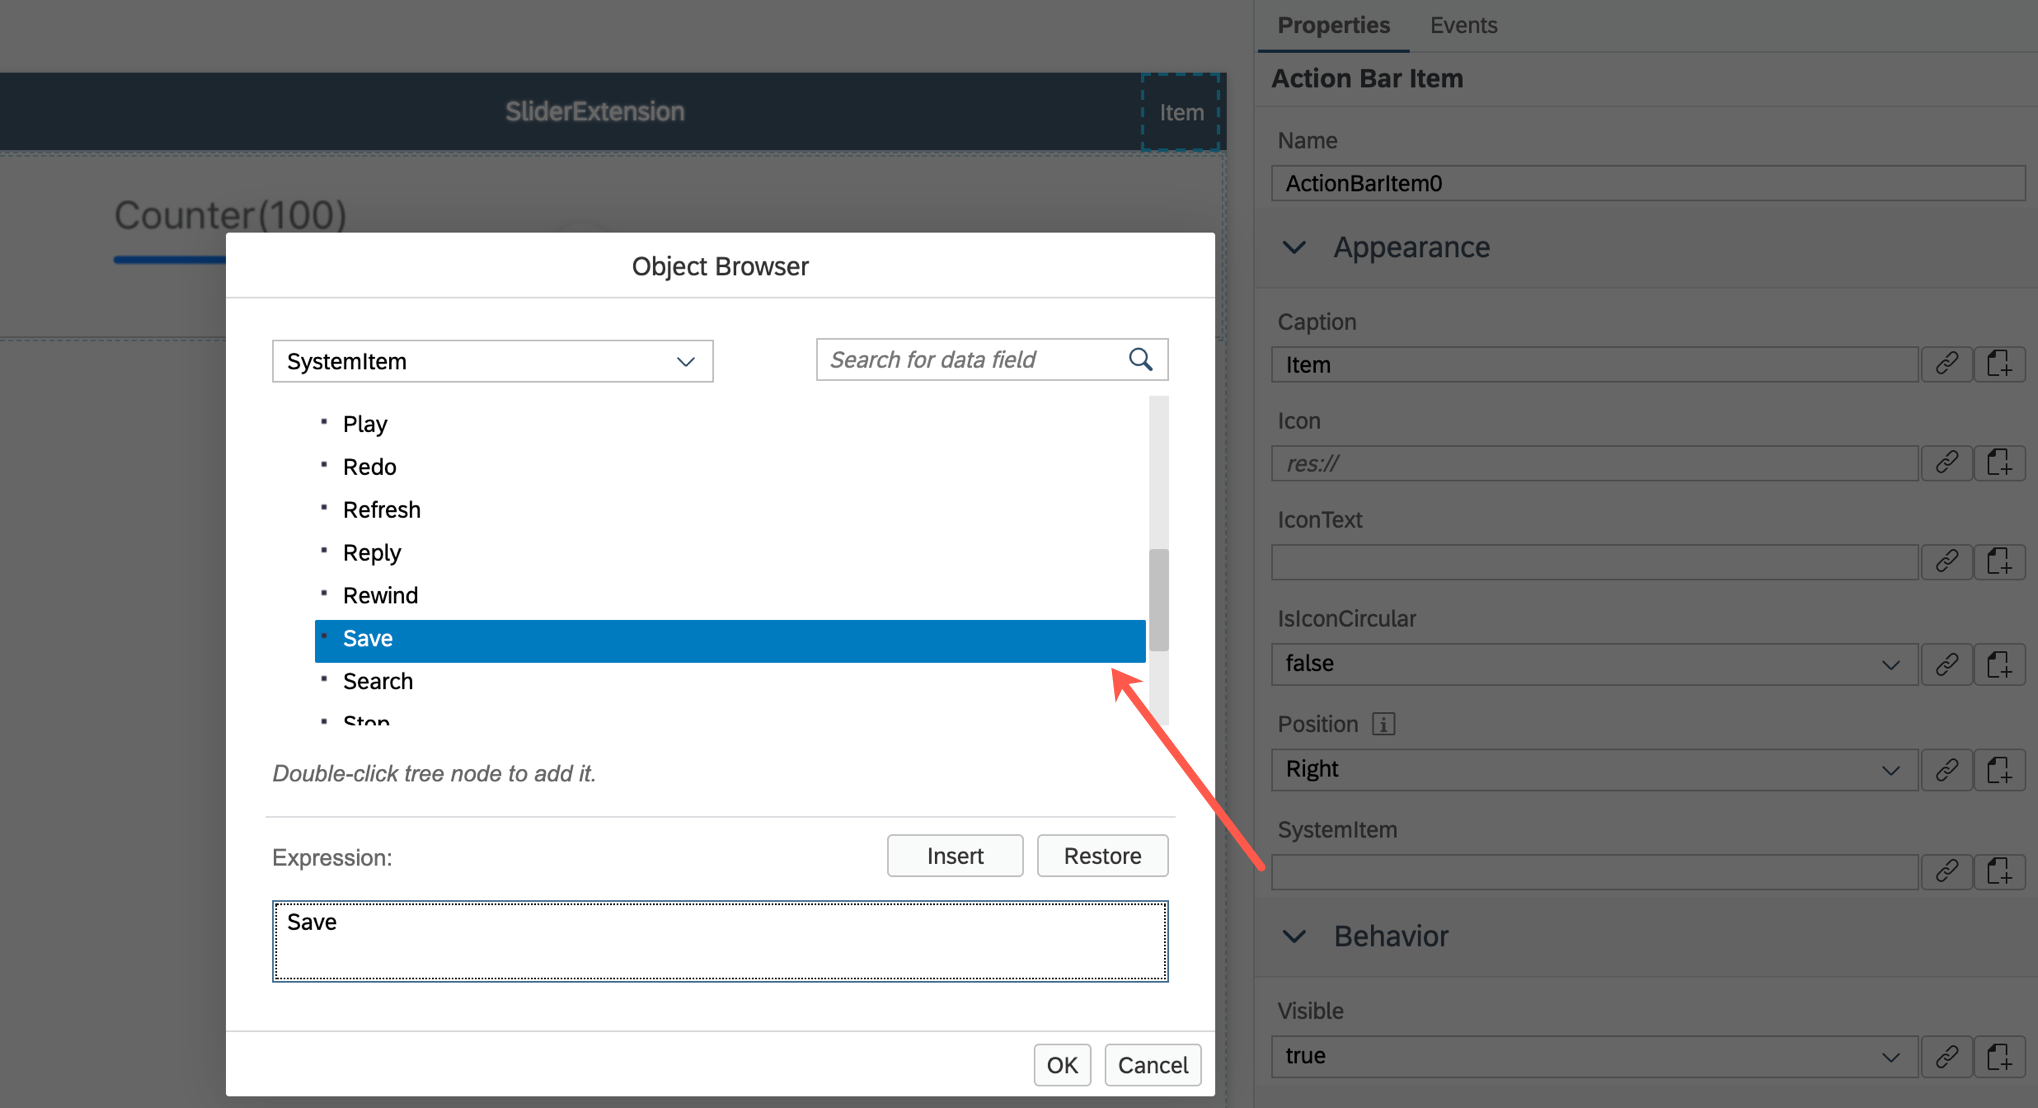 Properties Events
Action Bar Item
SliderExtension
Item
Name
ActionBarItem0
Counter(100)
Appearance
Object Browser
Caption
Item
SystemItem
Search for data field
Icon
res://
Play
Redo
Refresh
Reply
Rewind
Save
Search
Stop
IconText
IsIconCircular
false
Position i
Right
Double-click tree node to add it.
SystemItem
Expression:
Insert
Restore
Save
Behavior
Visible
true
OK
Cancel